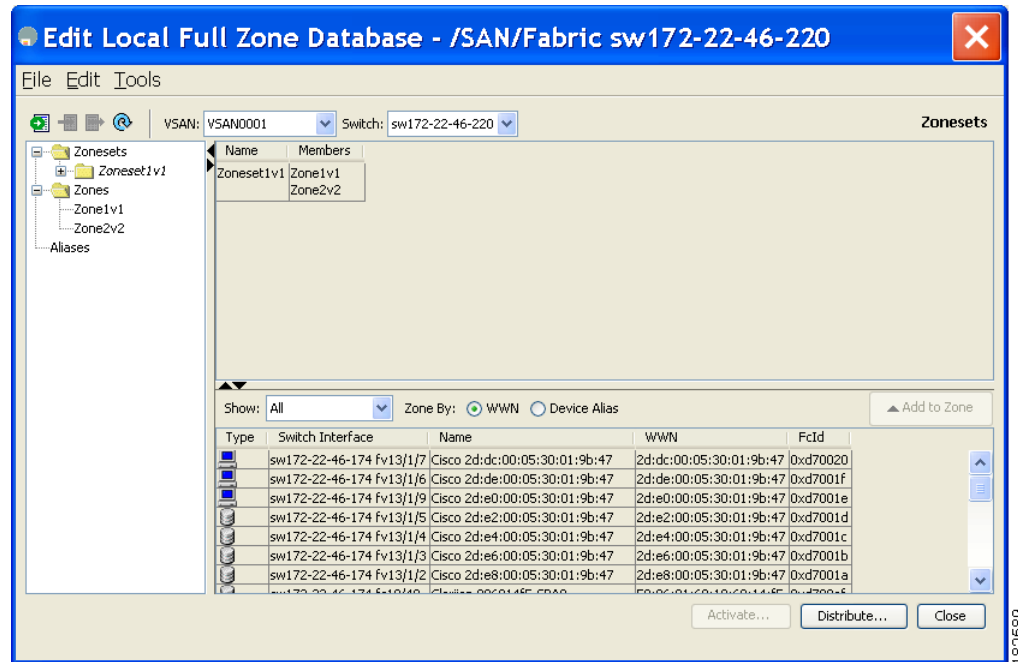 Edit Local Full Zone Database - /SAN/Fabric sw172-22-46-220
File Edit Tools
VSAN: VSAN0001 Switch: sw172-22-46-220 Zonesets
Zonesets
Zoneset1v1
Zones
Zone1v1
Zone2v2
Aliases
Name Members
Zoneset1v1 Zone1v1
Zone2v2
Show: All Zone By: WWN Device Alias Add to Zone
Type Switch Interface Name WWN FcId
sw172-22-46-174 fv13/1/7 Cisco 2d:dc:00:05:30:01:9b:47 2d:dc:00:05:30:01:9b:47 0xd70020
sw172-22-46-174 fv13/1/6 Cisco 2d:de:00:05:30:01:9b:47 2d:de:00:05:30:01:9b:47 0xd7001f
sw172-22-46-174 fv13/1/9 Cisco 2d:e0:00:05:30:01:9b:47 2d:e0:00:05:30:01:9b:47 0xd7001e
sw172-22-46-174 fv13/1/5 Cisco 2d:e2:00:05:30:01:9b:47 2d:e2:00:05:30:01:9b:47 0xd7001d
sw172-22-46-174 fv13/1/4 Cisco 2d:e4:00:05:30:01:9b:47 2d:e4:00:05:30:01:9b:47 0xd7001c
sw172-22-46-174 fv13/1/3 Cisco 2d:e6:00:05:30:01:9b:47 2d:e6:00:05:30:01:9b:47 0xd7001b
sw172-22-46-174 fv13/1/2 Cisco 2d:e8:00:05:30:01:9b:47 2d:e8:00:05:30:01:9b:47 0xd7001a
Activate... Distribute... Close